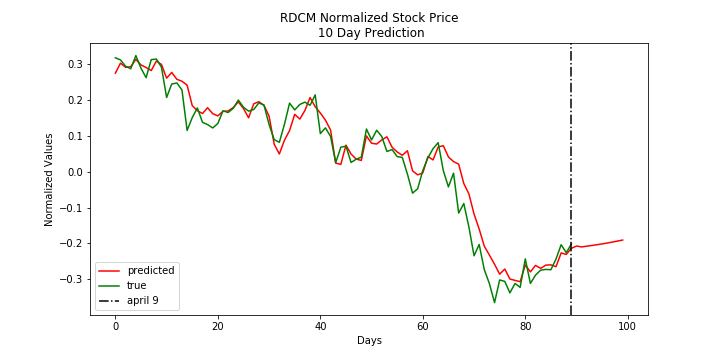 RDCM Normalized Stock Price
10 Day Prediction
Normalized Values
0.3
0.2
0.1
0.0
−0.1
−0.2
−0.3
predicted
true
april 9
0 20 40 60 80 100
Days